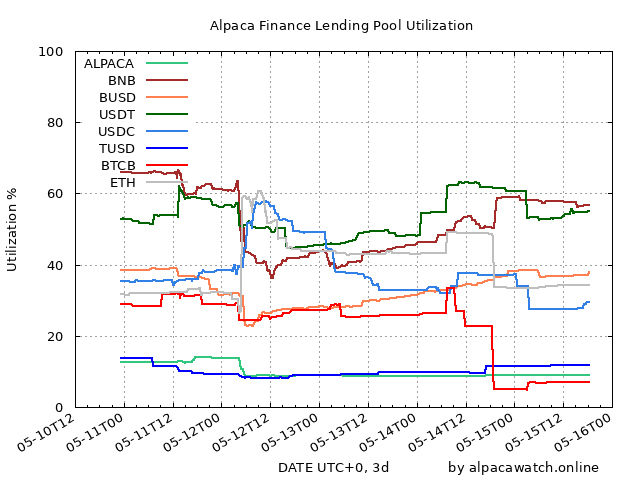 Alpaca Finance Lending Pool Utilization
100
80
60
40
20
0
Utilization %
ALPACA
BNB
BUSD
USDT
USDC
TUSD
BTCB
ETH
05-10T12
05-11T00
05-11T12
05-12T00
05-12T12
05-13T00
05-13T12
05-14T00
05-14T12
05-15T00
05-15T12
05-16T00
DATE UTC+0, 3d
by alpacawatch.online